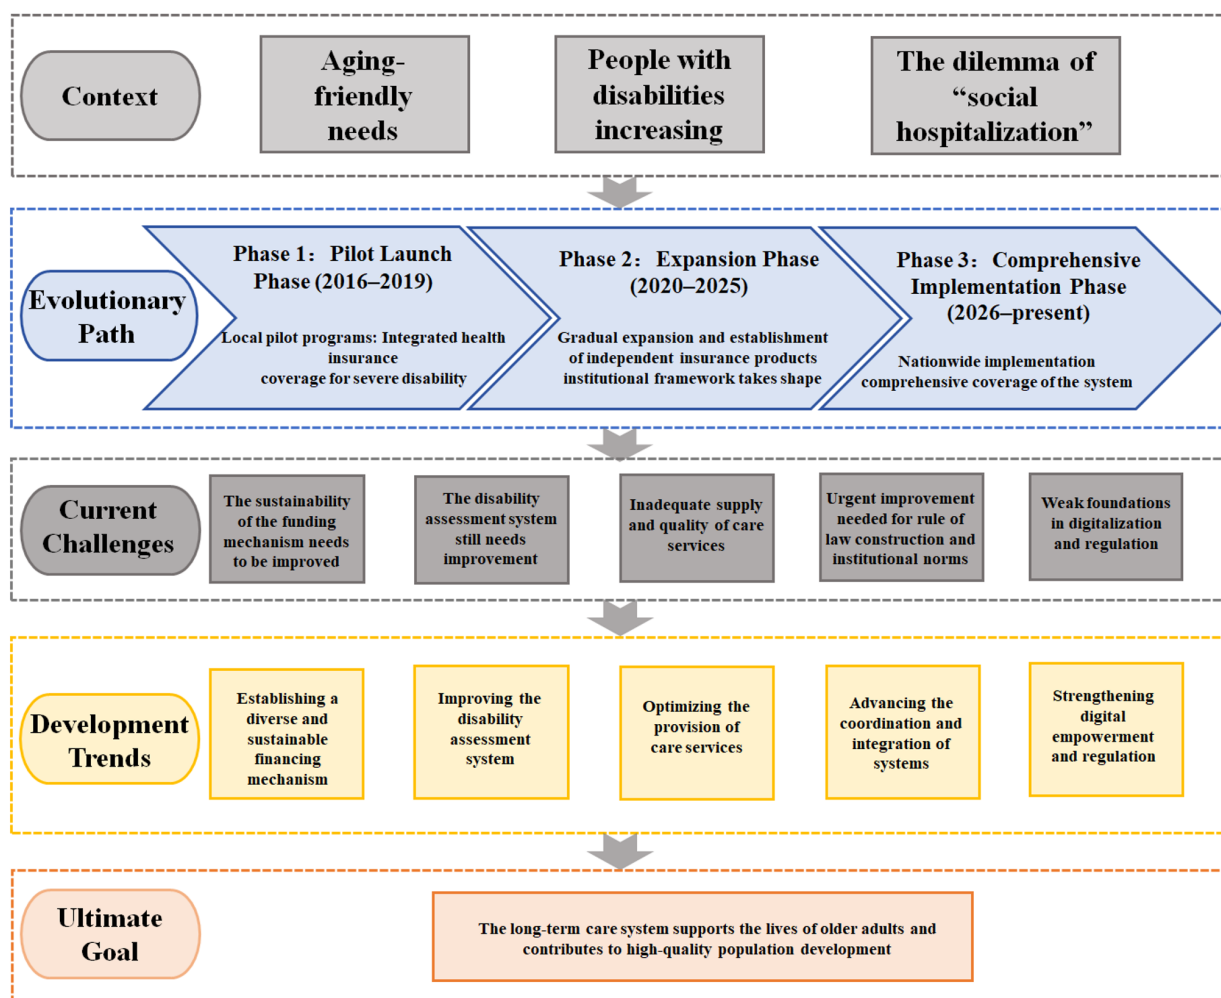 Context
Aging-
friendly
needs
People with
disabilities
increasing
The dilemma of
“social
hospitalization”
Evolutionary
Path
Phase 1：Pilot Launch
Phase (2016–2019)
Local pilot programs: Integrated health
insurance
coverage for severe disability
Phase 2：Expansion Phase
(2020–2025)
Gradual expansion and establishment
of independent insurance products
institutional framework takes shape
Phase 3：Comprehensive
Implementation Phase
(2026–present)
Nationwide implementation
comprehensive coverage of the system
Current
Challenges
The sustainability
of the funding
mechanism needs
to be improved
The disability
assessment system
still needs
improvement
Inadequate supply
and quality of care
services
Urgent improvement
needed for rule of
law construction and
institutional norms
Weak foundations
in digitalization
and regulation
Development
Trends
Establishing a
diverse and
sustainable
financing
mechanism
Improving the
disability
assessment
system
Optimizing the
provision of
care services
Advancing the
coordination and
integration of
systems
Strengthening
digital
empowerment
and regulation
Ultimate
Goal
The long-term care system supports the lives of older adults and
contributes to high-quality population development